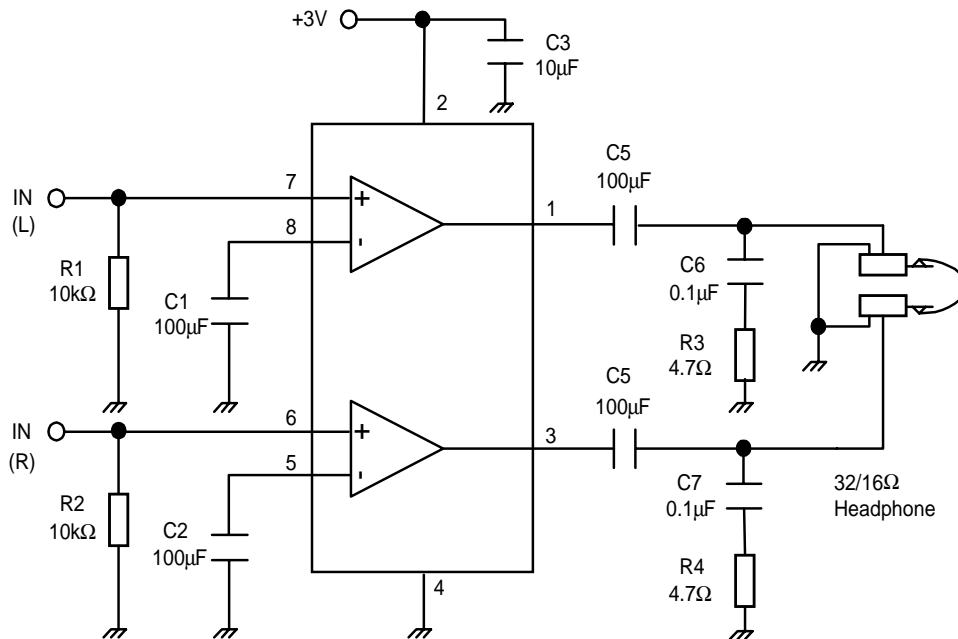 +3V
C3
10µF
2
C5
100µF
IN
(L)
7
+
1
8
-
R1
10kΩ
C1
100µF
C6
0.1µF
R3
4.7Ω
C5
100µF
IN
(R)
6
+
3
5
-
R2
10kΩ
C2
100µF
C7
0.1µF
32/16Ω
Headphone
R4
4.7Ω
4